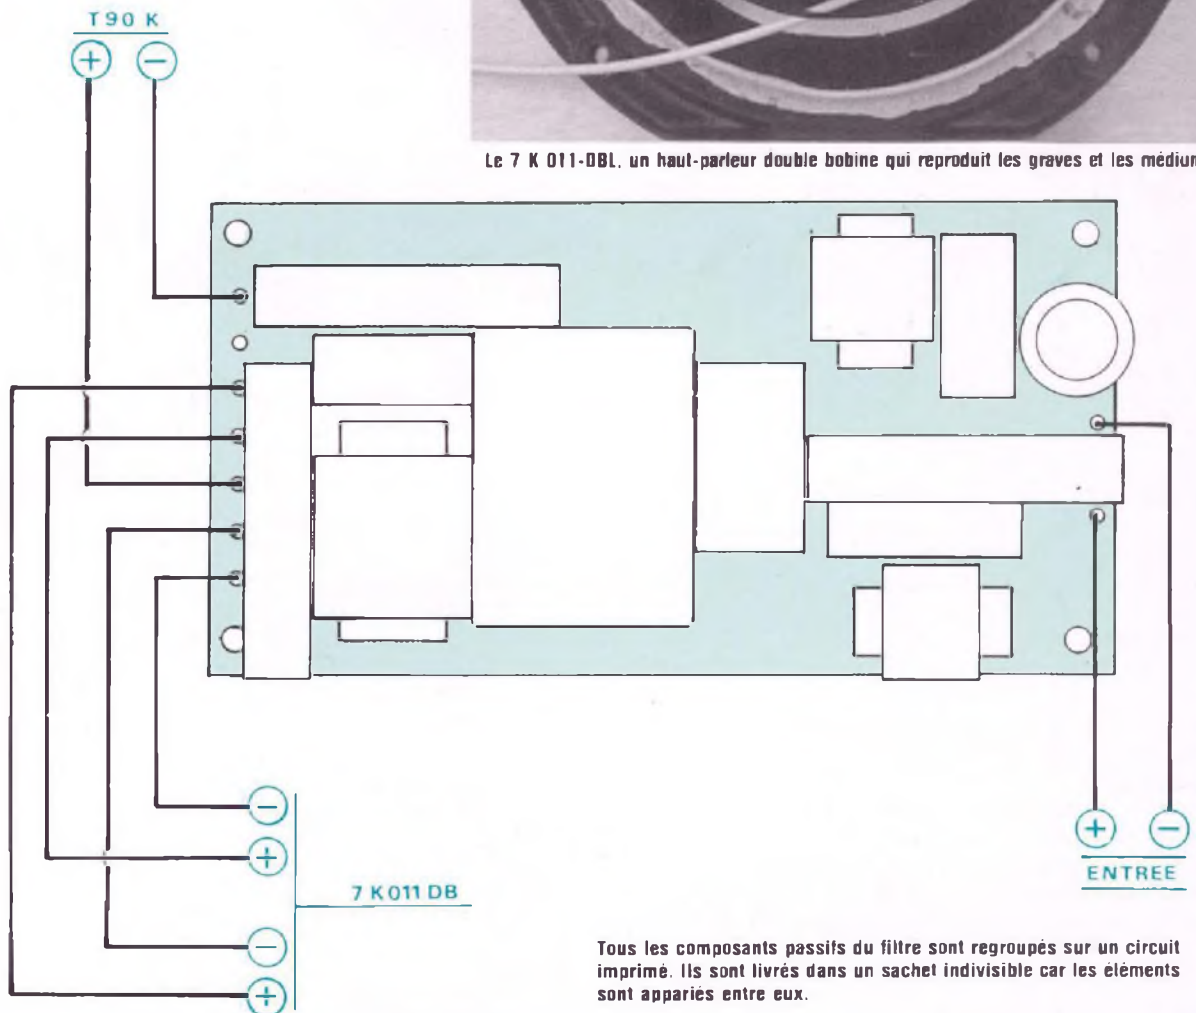 T90 K
+ −
Le 7 K 011-DBL, un haut-parleur double bobine qui reproduit les graves et les médium
−
+
7 K 011 DB
−
+
+ −
ENTREE
Tous les composants passifs du filtre sont regroupés sur un circuit
imprimé. Ils sont livrés dans un sachet indivisible car les éléments
sont appariés entre eux.